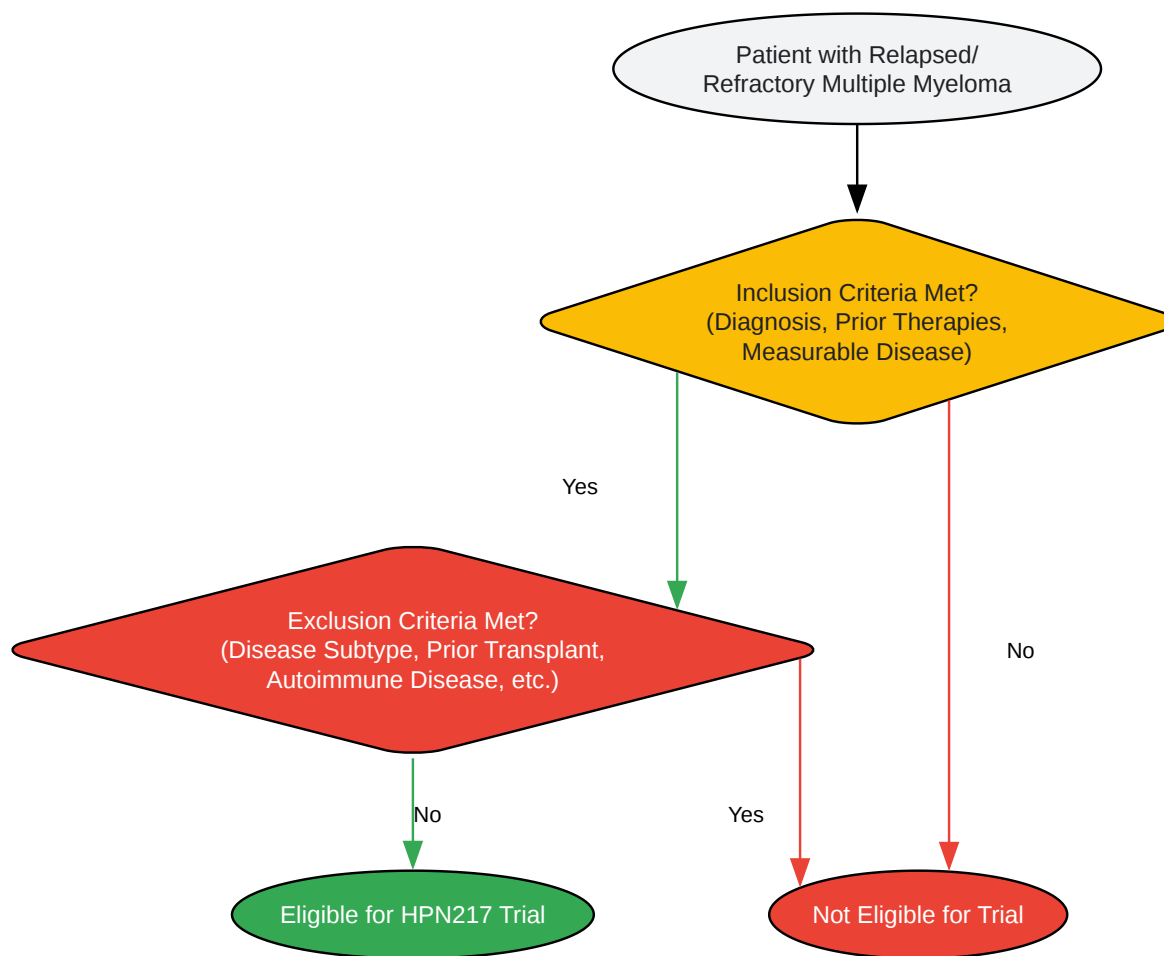 Patient with Relapsed/
Refractory Multiple Myeloma
Inclusion Criteria Met?
(Diagnosis, Prior Therapies,
Measurable Disease)
Yes
Exclusion Criteria Met?
(Disease Subtype, Prior Transplant,
Autoimmune Disease, etc.)
No
No
Yes
Eligible for HPN217 Trial
Not Eligible for Trial